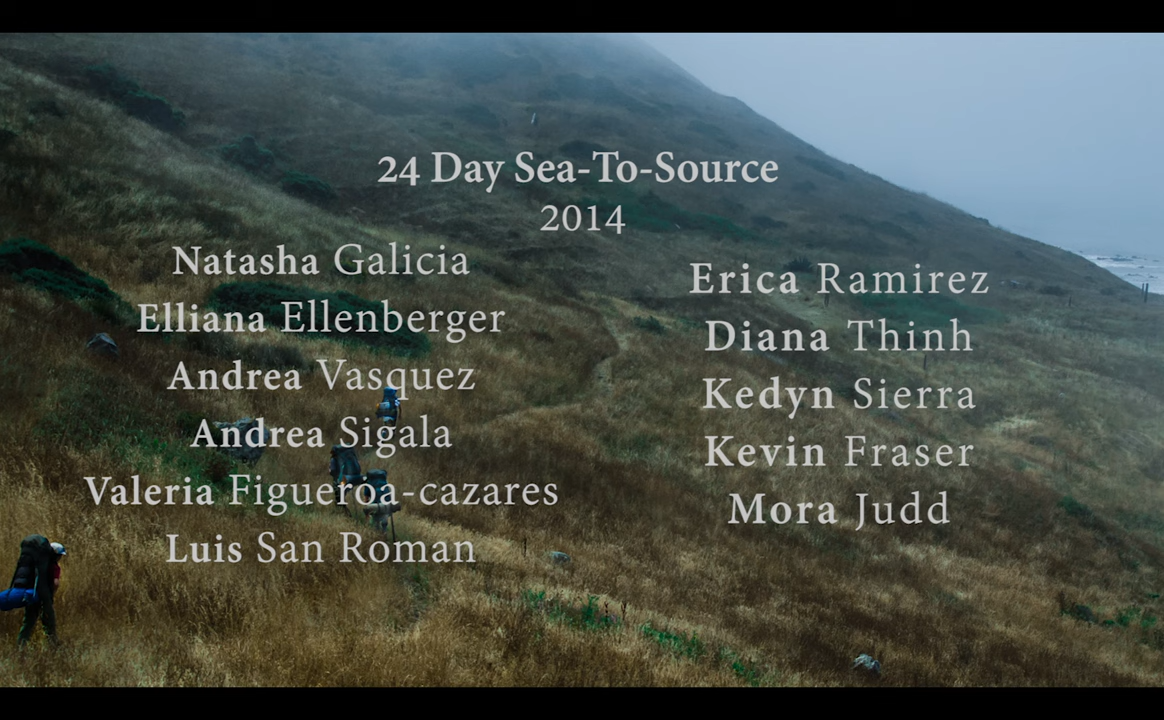 24 Day Sea-To-Source
2014
Natasha Galicia
Elliana Ellenberger
Andrea Vasquez
Andrea Sigala
Valeria Figueroa-cazares
Luis San Roman
Erica Ramirez
Diana Thinh
Kedyn Sierra
Kevin Fraser
Mora Judd